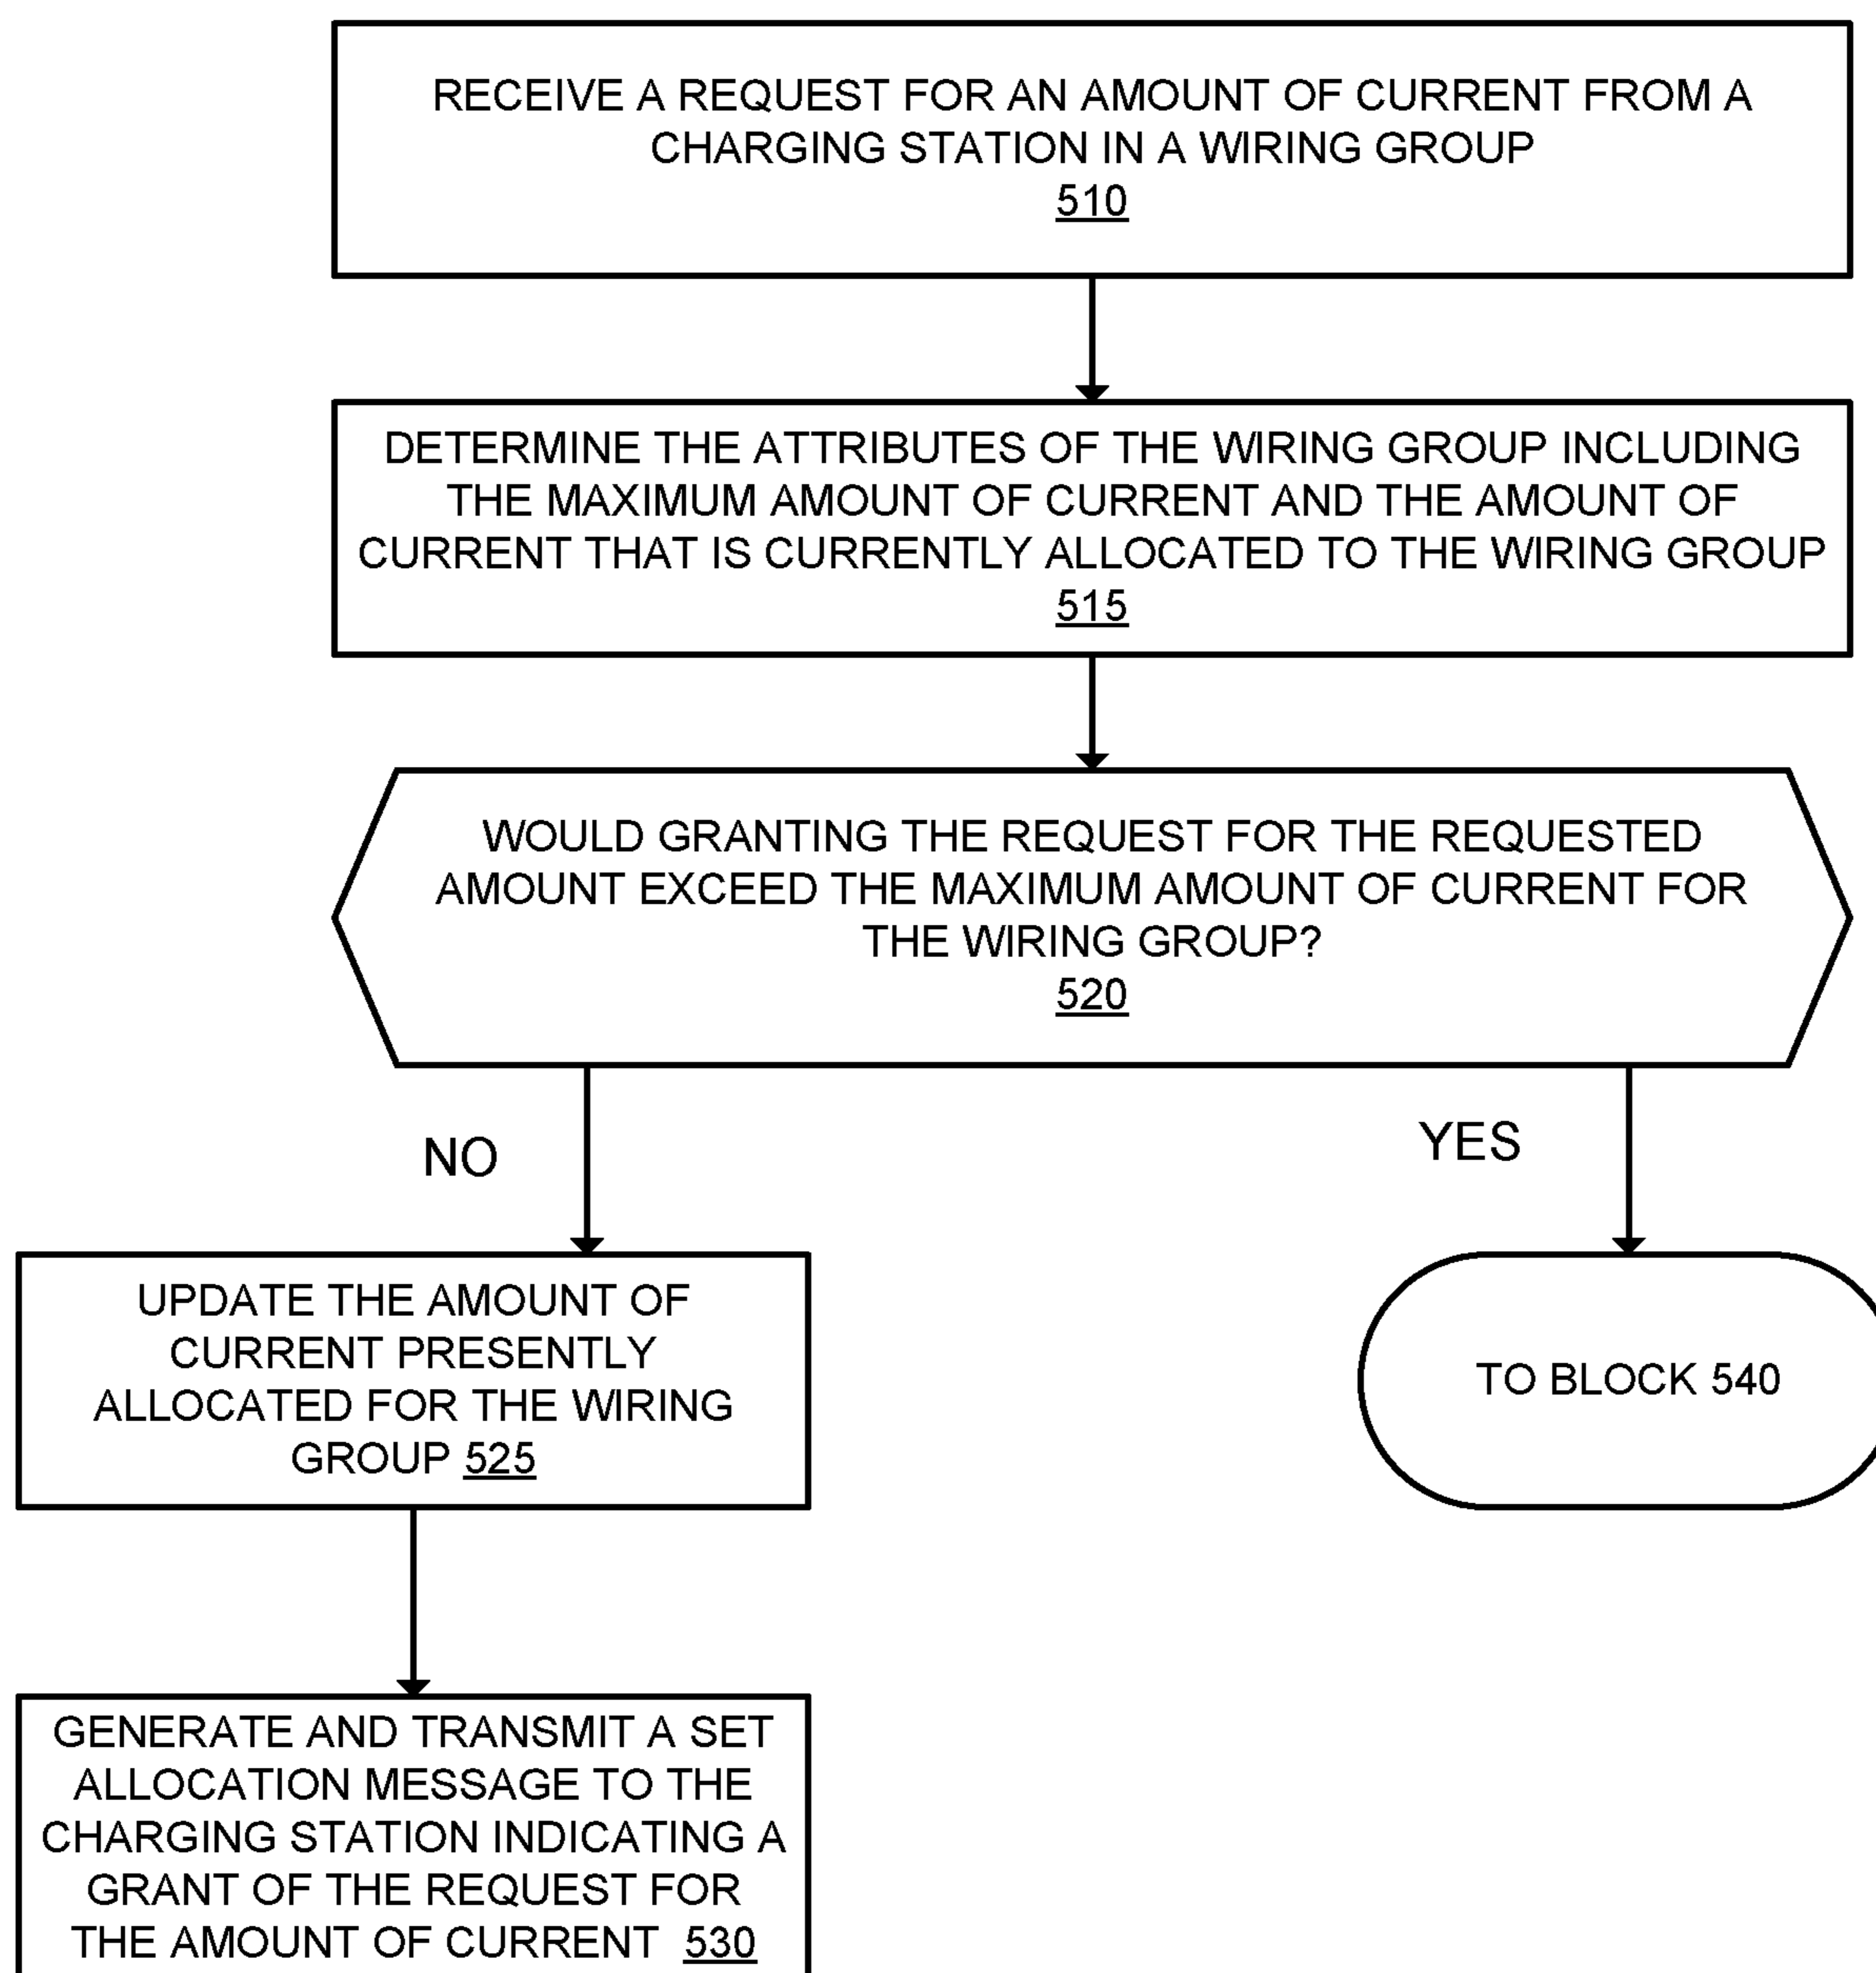 RECEIVE A REQUEST FOR AN AMOUNT OF CURRENT FROM A
CHARGING STATION IN A WIRING GROUP
510
DETERMINE THE ATTRIBUTES OF THE WIRING GROUP INCLUDING
THE MAXIMUM AMOUNT OF CURRENT AND THE AMOUNT OF
CURRENT THAT IS CURRENTLY ALLOCATED TO THE WIRING GROUP
515
WOULD GRANTING THE REQUEST FOR THE REQUESTED
AMOUNT EXCEED THE MAXIMUM AMOUNT OF CURRENT FOR
THE WIRING GROUP?
520
NO
YES
UPDATE THE AMOUNT OF
CURRENT PRESENTLY
ALLOCATED FOR THE WIRING
GROUP 525
TO BLOCK 540
GENERATE AND TRANSMIT A SET
ALLOCATION MESSAGE TO THE
CHARGING STATION INDICATING A
GRANT OF THE REQUEST FOR
THE AMOUNT OF CURRENT 530